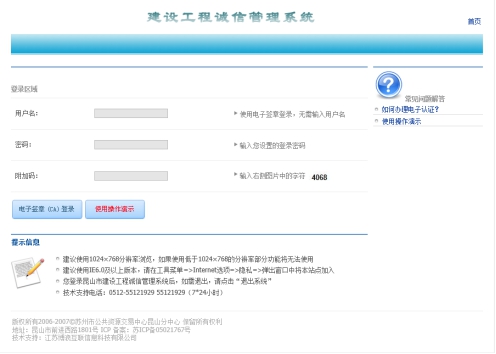 建设工程诚信管理系统
首页
登录区域
用户名:
使用电子签章登录，无需输入用户名
密码:
输入您设置的登录密码
附加码:
输入右侧图片中的字符 4068
电子签章 (CA) 登录
使用操作演示
常见问题解答
如何办理电子认证?
使用操作演示
提示信息
建议使用1024×768分辨率浏览，如果使用低于1024×768的分辨率部分功能将无法使用
建议使用IE6.0及以上版本，请在工具菜单=>Internet选项=>隐私=>弹出窗口中将本站点加入
您登录昆山市建设工程诚信管理系统后，如需退出，请点击“退出系统”
技术支持电话: 0512-55121929 55121929（7*24小时）
版权所有2006-2007©苏州市公共资源交易中心昆山分中心 保留所有权利
地址: 昆山市前进西路1801号 ICP 备案: 苏ICP备05021767号
技术支持: 江苏博云互联信息科技有限公司